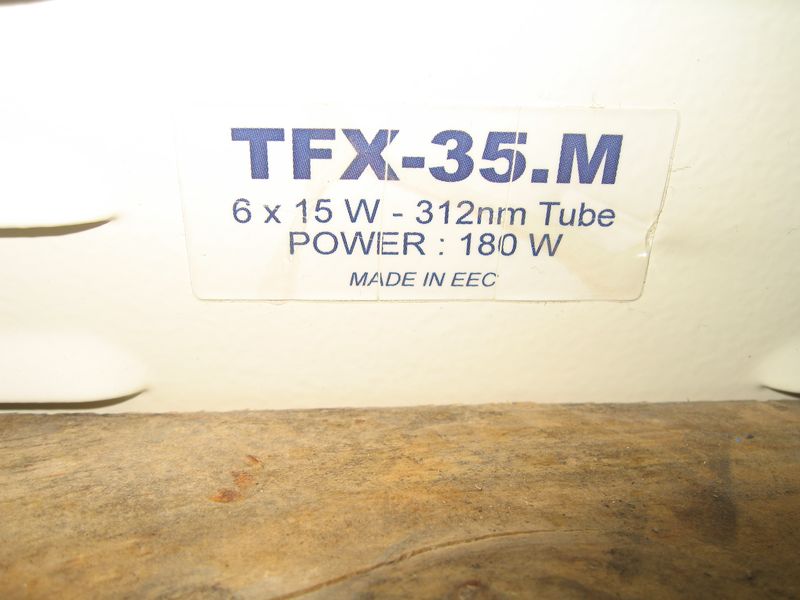 TFX-35.M
6 x 15 W - 312nm Tube
POWER : 180 W
MADE IN EEC